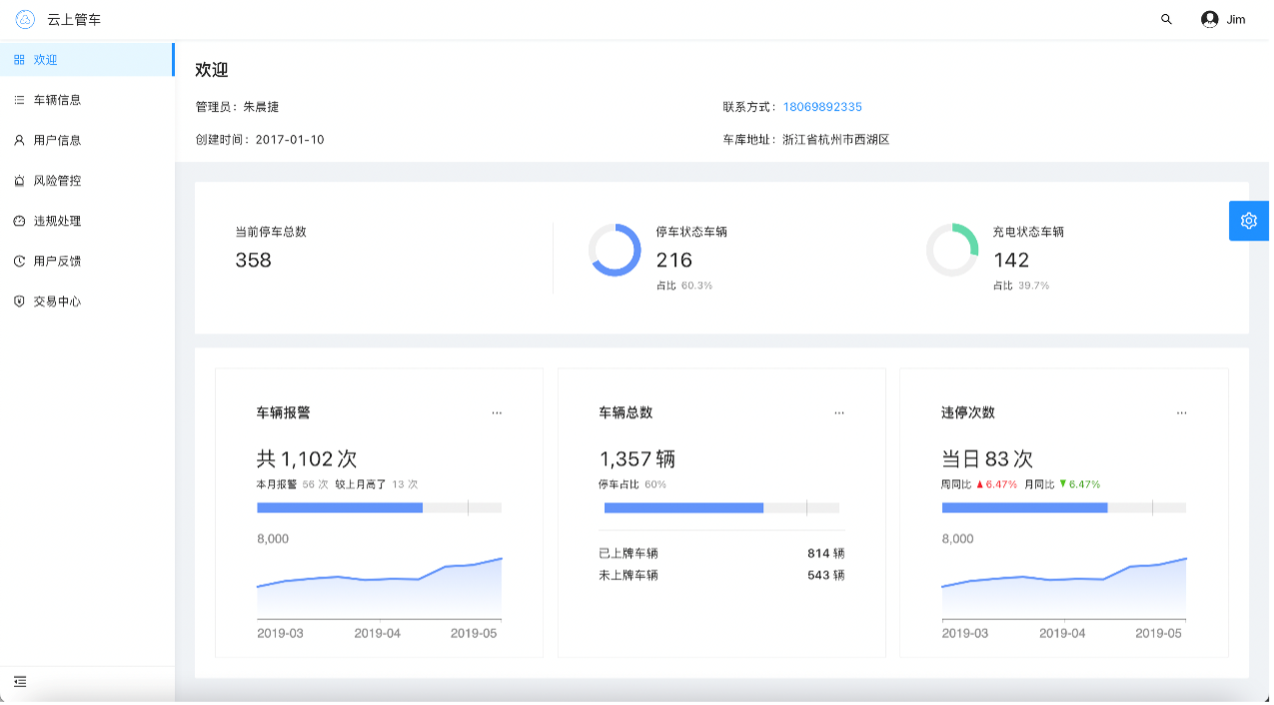 云上管车
Jim
欢迎
车辆信息
用户信息
风险管控
违规处理
用户反馈
交易中心
欢迎
管理员：朱晨捷
联系方式：18069892335
创建时间：2017-01-10
车库地址：浙江省杭州市西湖区
当前停车总数
358
停车状态车辆
216
占比 60.3%
充电状态车辆
142
占比 39.7%
车辆报警
共 1,102 次
本月报警 56 次 较上月高了 13 次
8,000
2019-03 2019-04 2019-05
车辆总数
1,357 辆
停车占比 60%
已上牌车辆 814 辆
未上牌车辆 543 辆
违停次数
当日 83 次
周同比 ▲6.47% 月同比 ▼6.47%
8,000
2019-03 2019-04 2019-05